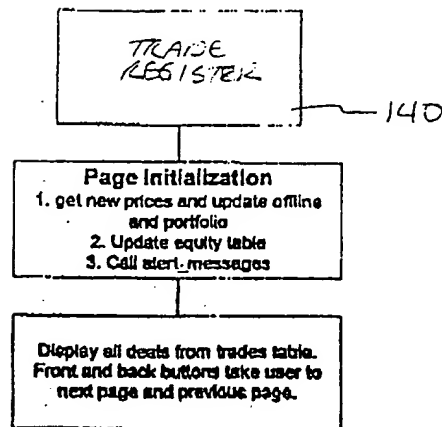 TRADE
REGISTER
140
Page Initialization
1. get new prices and update offline
and portfolio
2. Update equity table
3. Call alert_messages
Display all deals from trades table.
Front and back buttons take user to
next page and previous page.